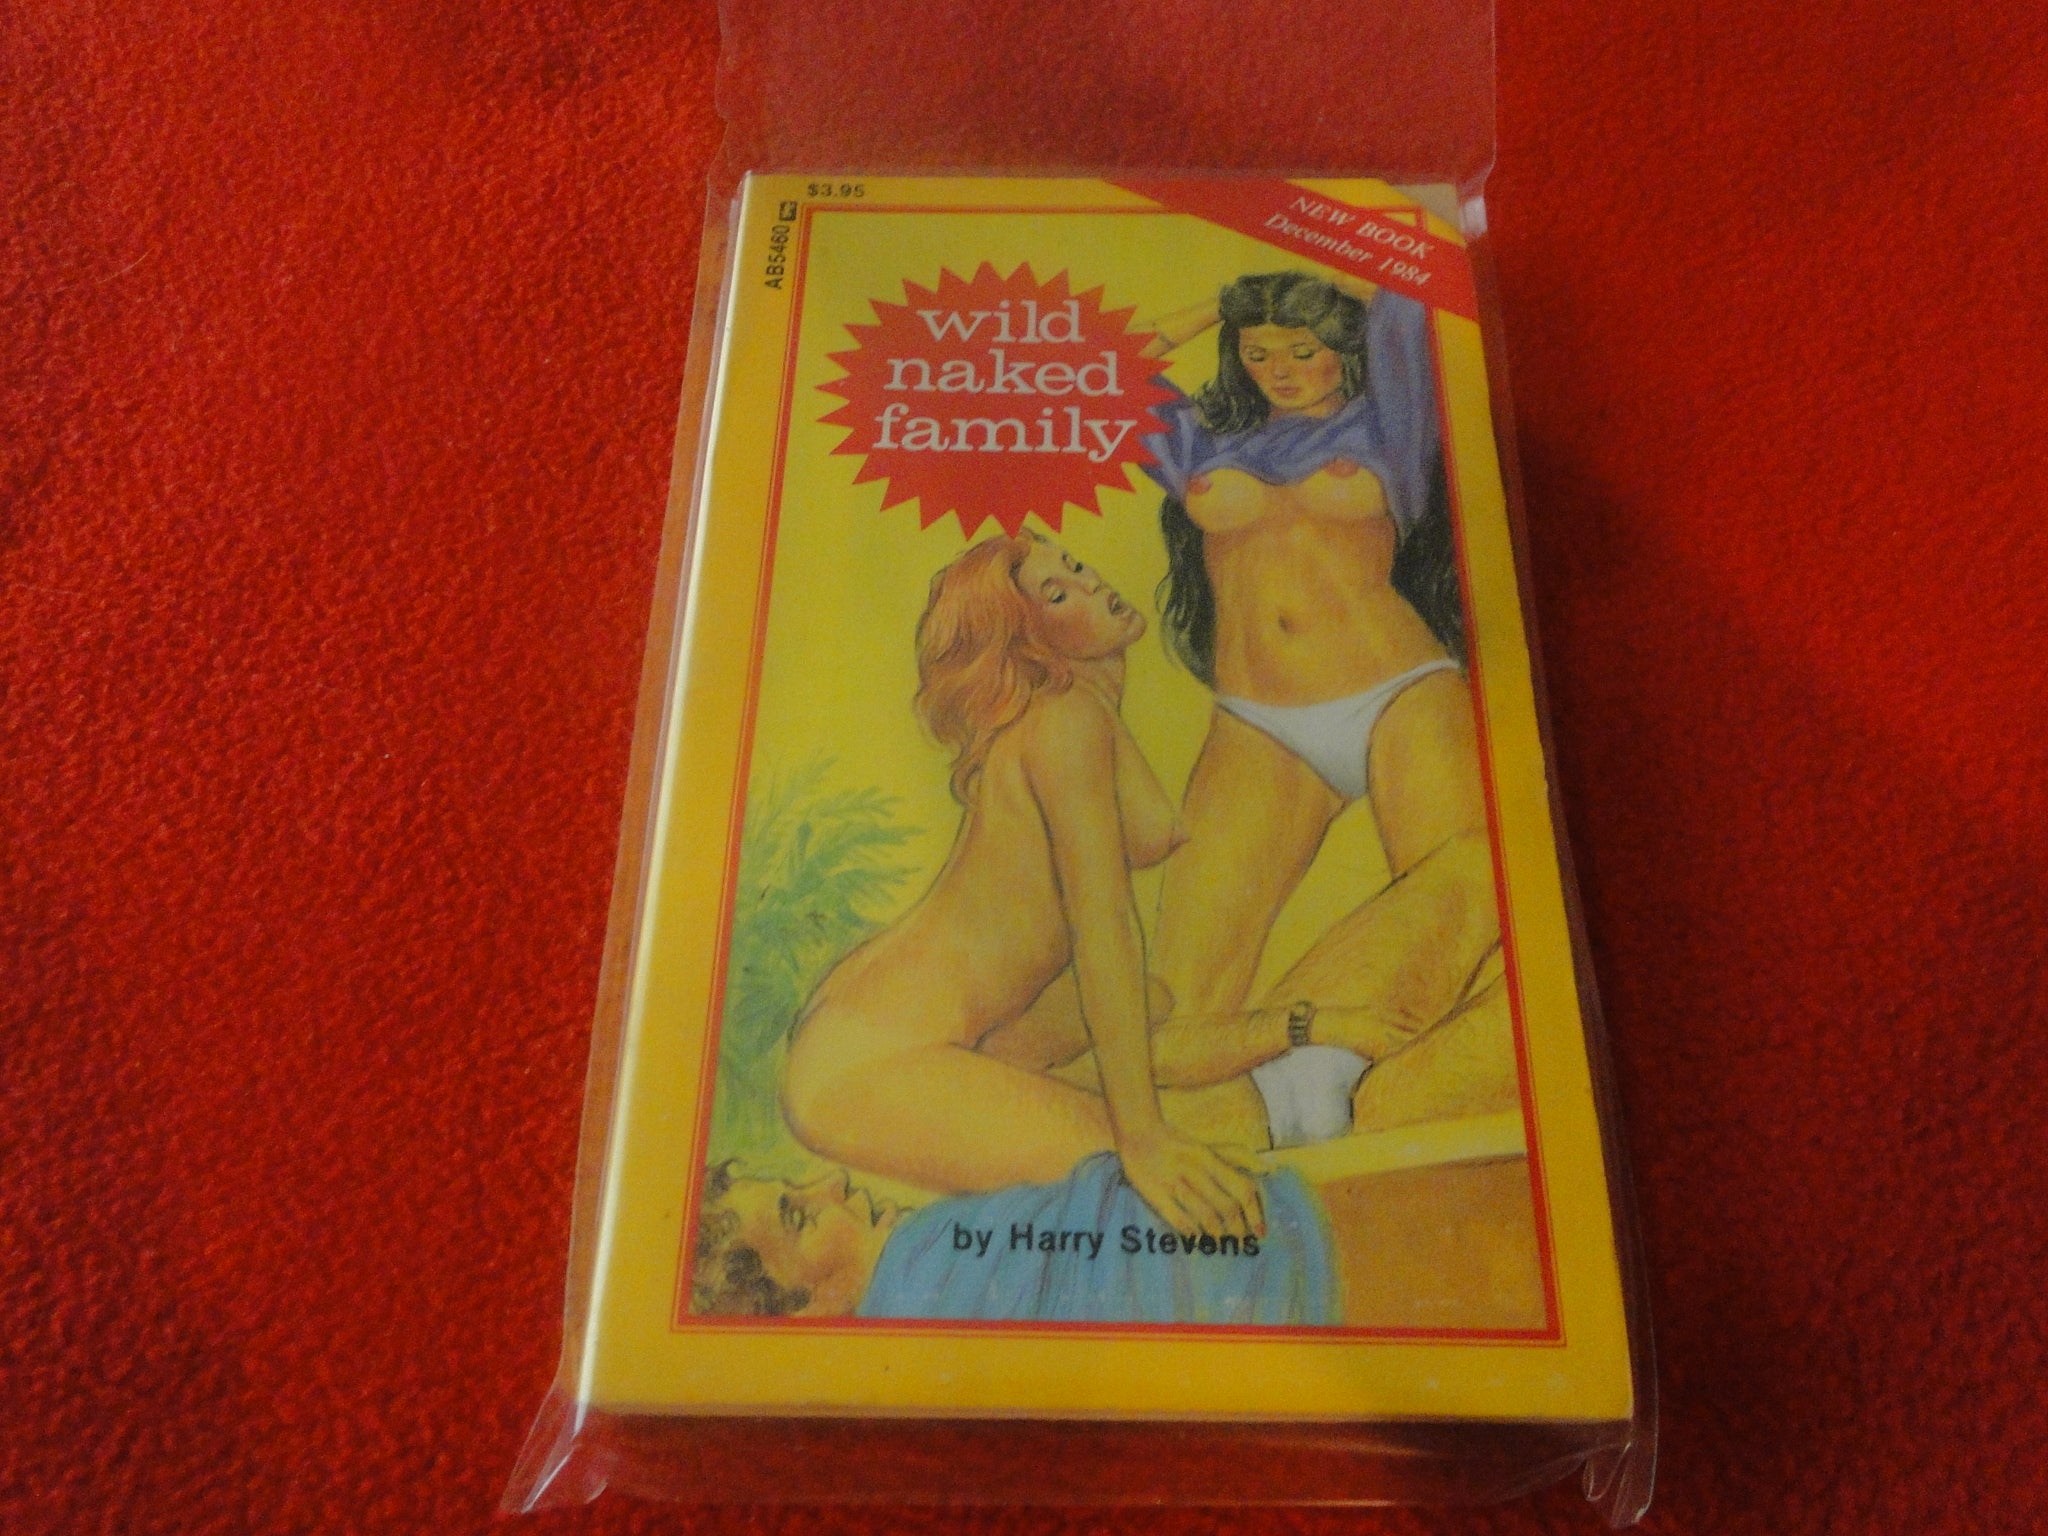 $3.95
AB5460
NEW BOOK
December 1984
wild
naked
family
by Harry Stevens